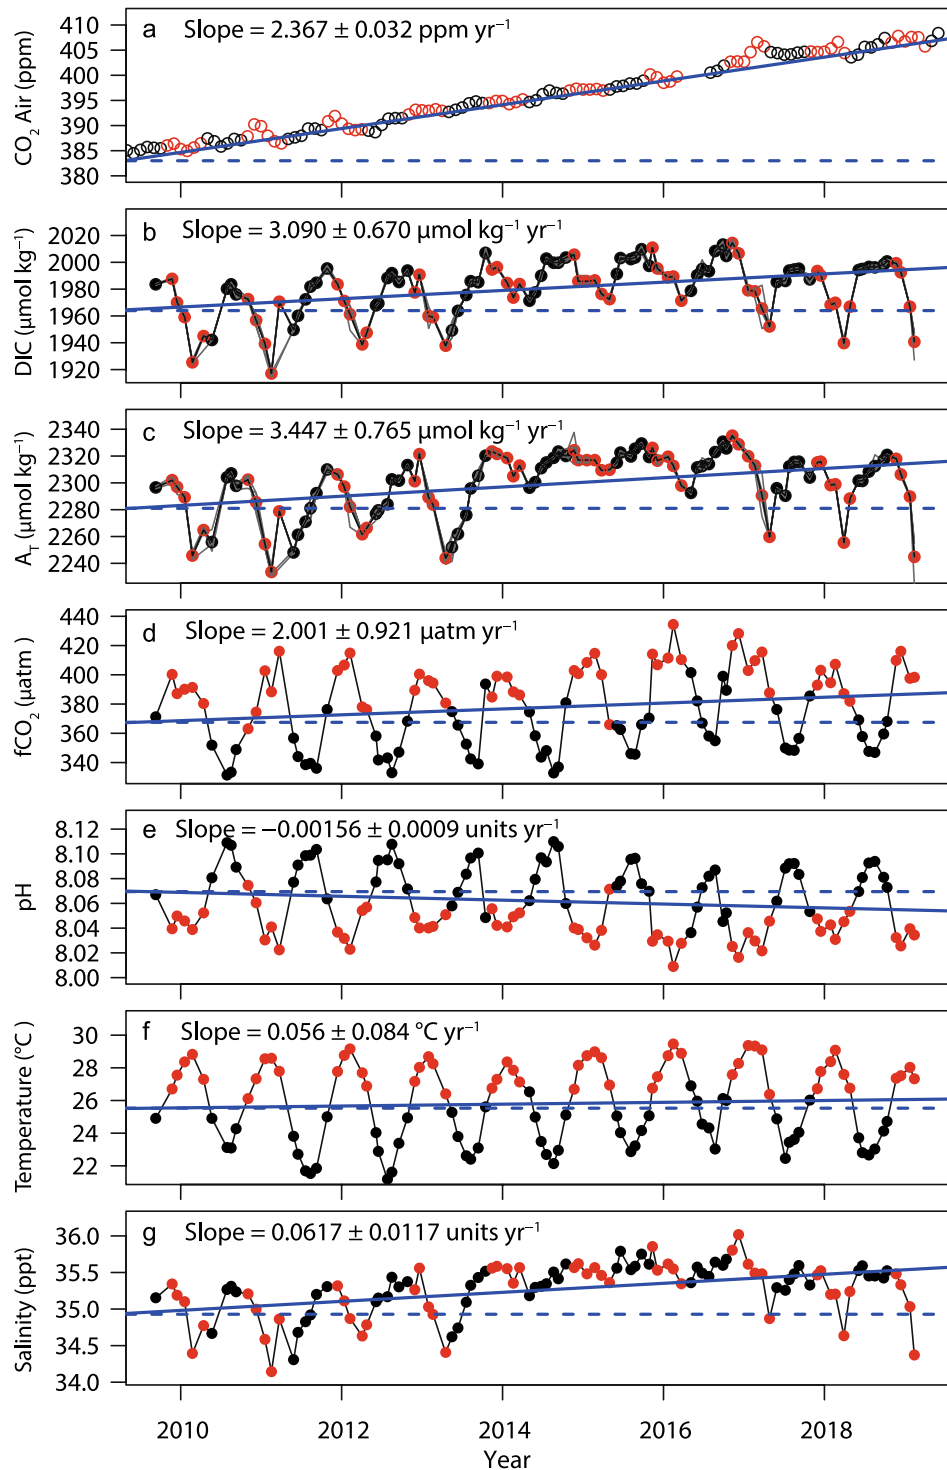 a Slope = 2.367 ± 0.032 ppm yr⁻¹
CO₂ Air (ppm)
410
405
400
395
390
385
380
2010 2012 2014 2016 2018
b Slope = 3.090 ± 0.670 μmol kg⁻¹ yr⁻¹
DIC (μmol kg⁻¹)
2020
2000
1980
1960
1940
1920
c Slope = 3.447 ± 0.765 μmol kg⁻¹ yr⁻¹
A_T (μmol kg⁻¹)
2340
2320
2300
2280
2260
2240
d Slope = 2.001 ± 0.921 μatm yr⁻¹
fCO₂ (μatm)
440
420
400
380
360
340
e Slope = −0.00156 ± 0.0009 units yr⁻¹
pH
8.12
8.10
8.08
8.06
8.04
8.02
8.00
f Slope = 0.056 ± 0.084 °C yr⁻¹
Temperature (°C)
30
28
26
24
22
g Slope = 0.0617 ± 0.0117 units yr⁻¹
Salinity (ppt)
36.0
35.5
35.0
34.5
34.0
2010 2012 2014 2016 2018
Year